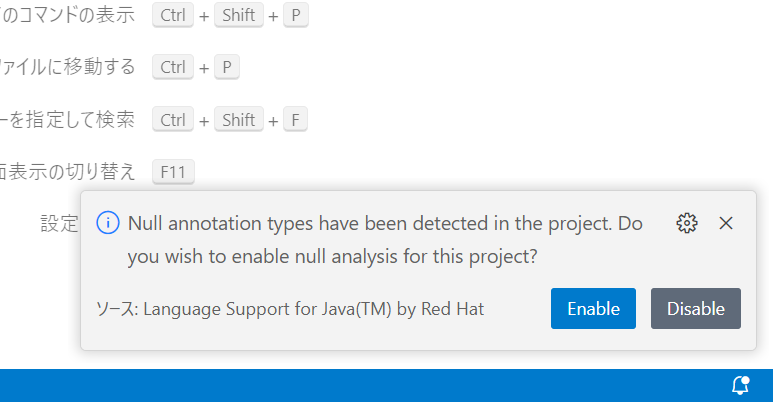 のコマンドの表示 Ctrl + Shift + P
ファイルに移動する Ctrl + P
ーを指定して検索 Ctrl + Shift + F
面表示の切り替え F11
設定
Null annotation types have been detected in the project. Do
you wish to enable null analysis for this project?
ソース: Language Support for Java(TM) by Red Hat Enable Disable